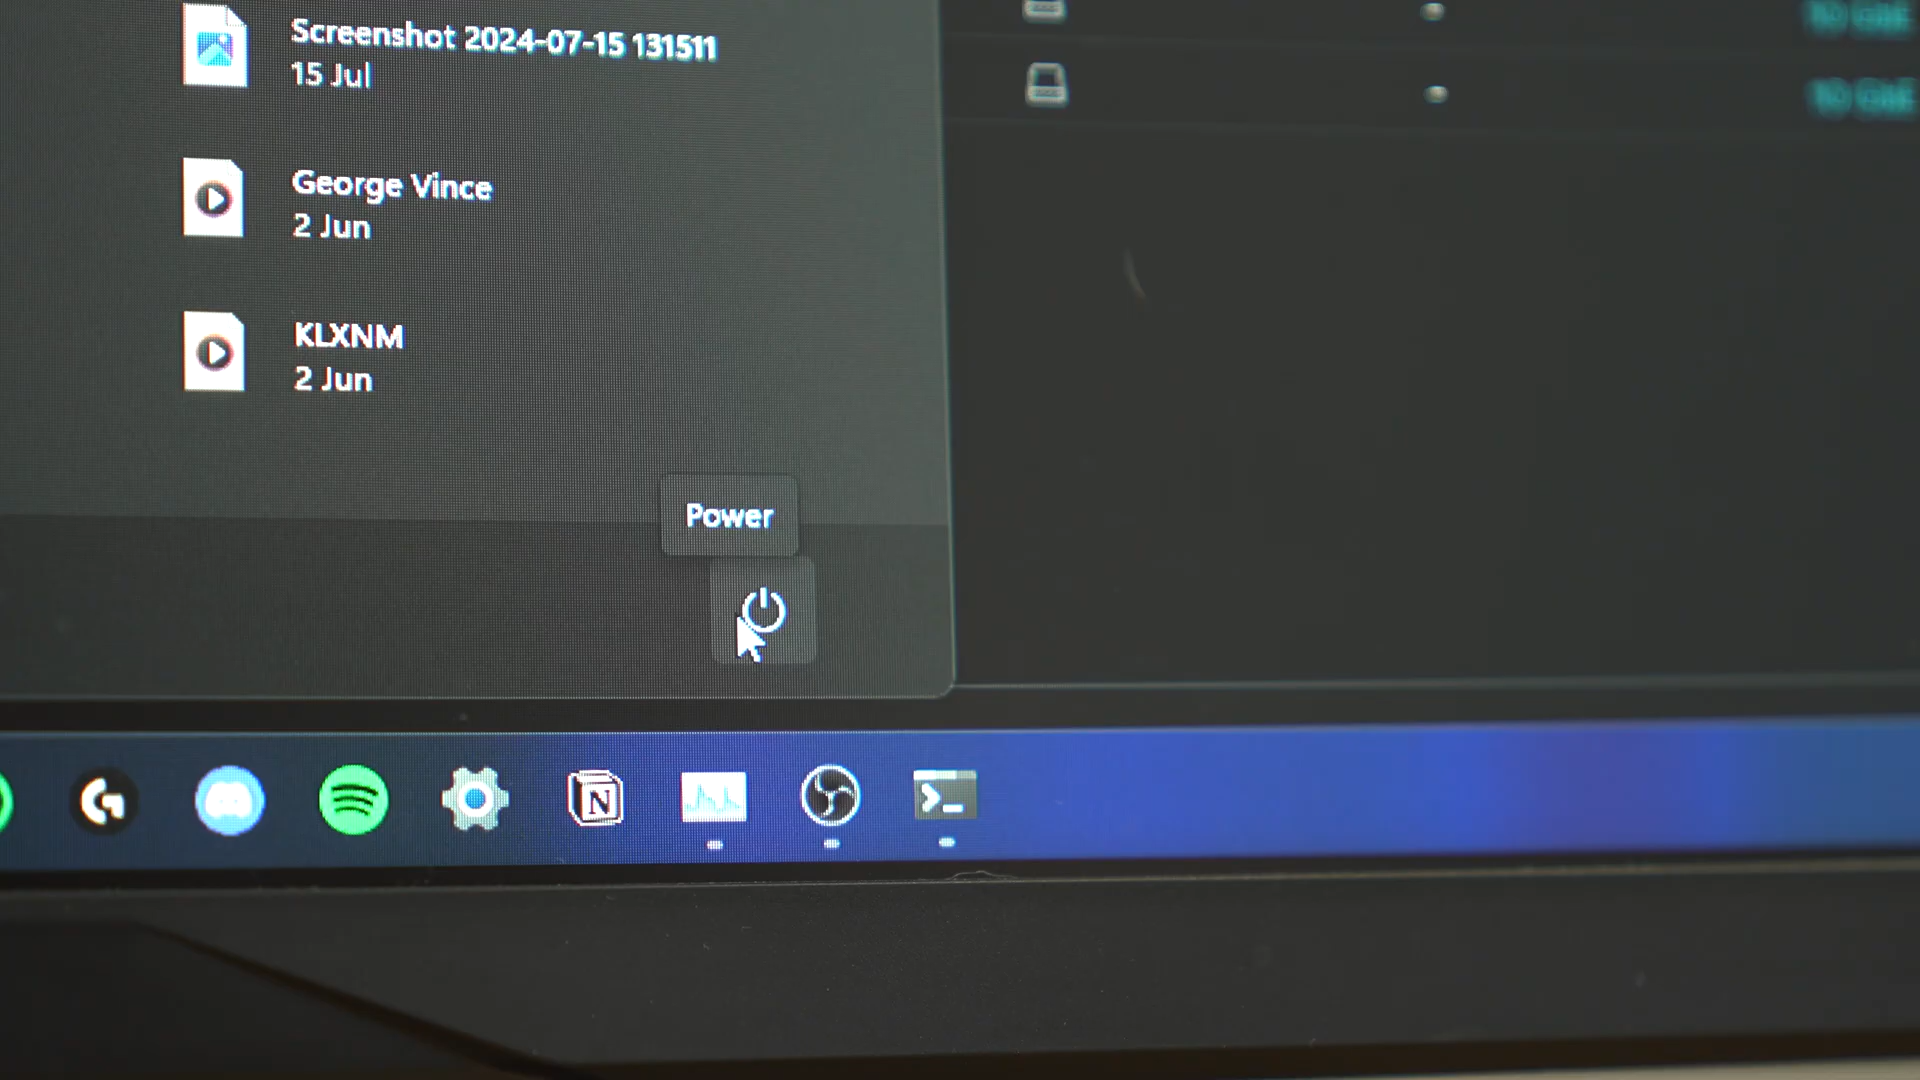 Screenshot 2024-07-15 131511
15 Jul
George Vince
2 Jun
KLXNM
2 Jun
Power